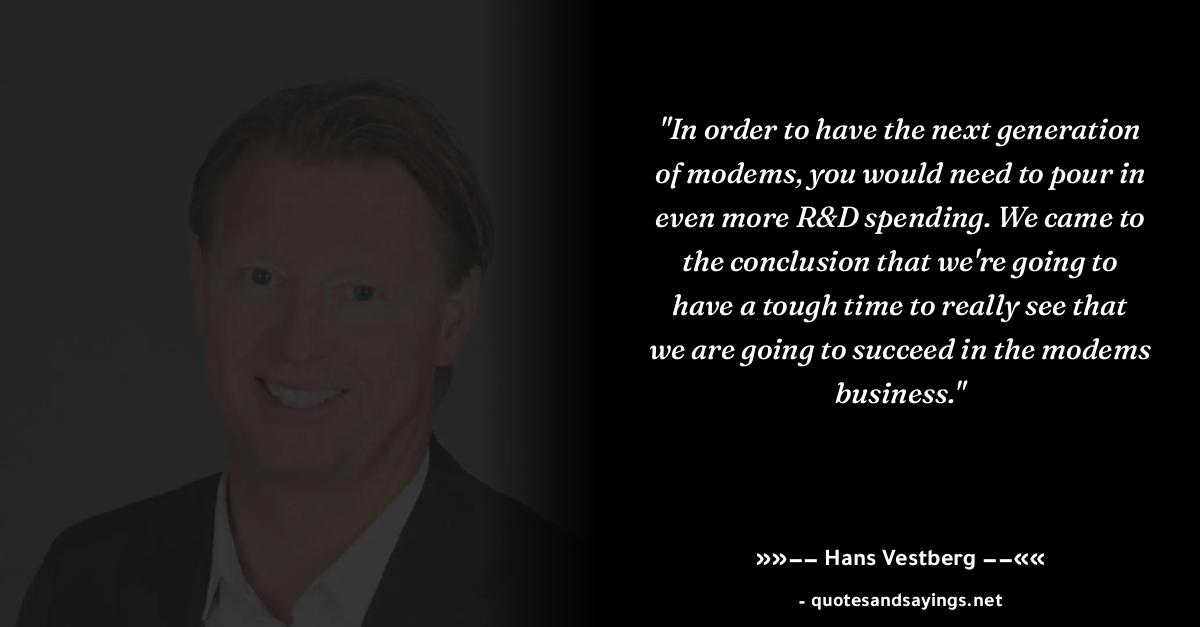 "In order to have the next generation
of modems, you would need to pour in
even more R&D spending. We came to
the conclusion that we're going to
have a tough time to really see that
we are going to succeed in the modems
business."
»»−− Hans Vestberg −−««
- quotesandsayings.net